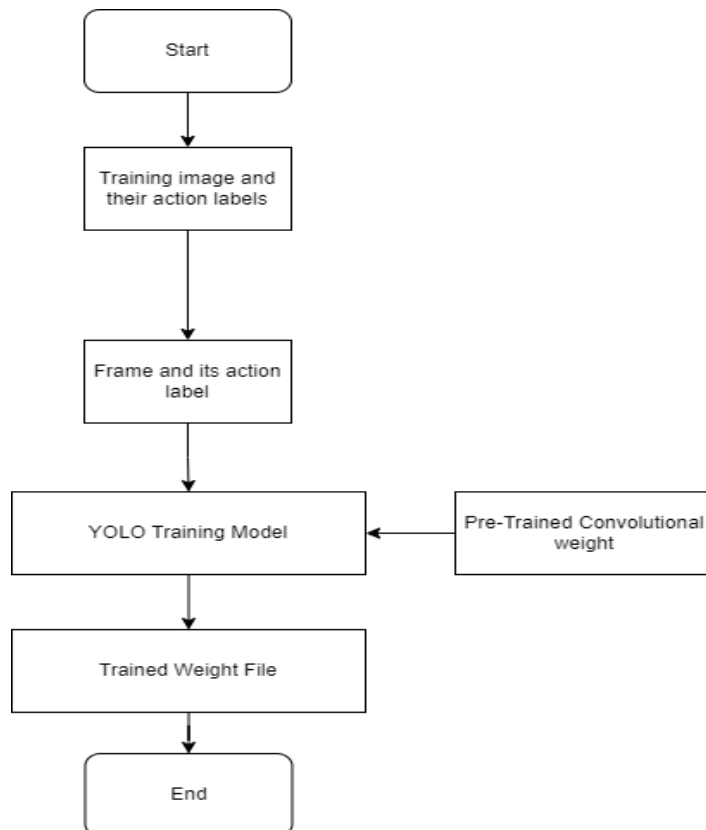 Start
Training image and
their action labels
Frame and its action
label
YOLO Training Model
Pre-Trained Convolutional
weight
Trained Weight File
End